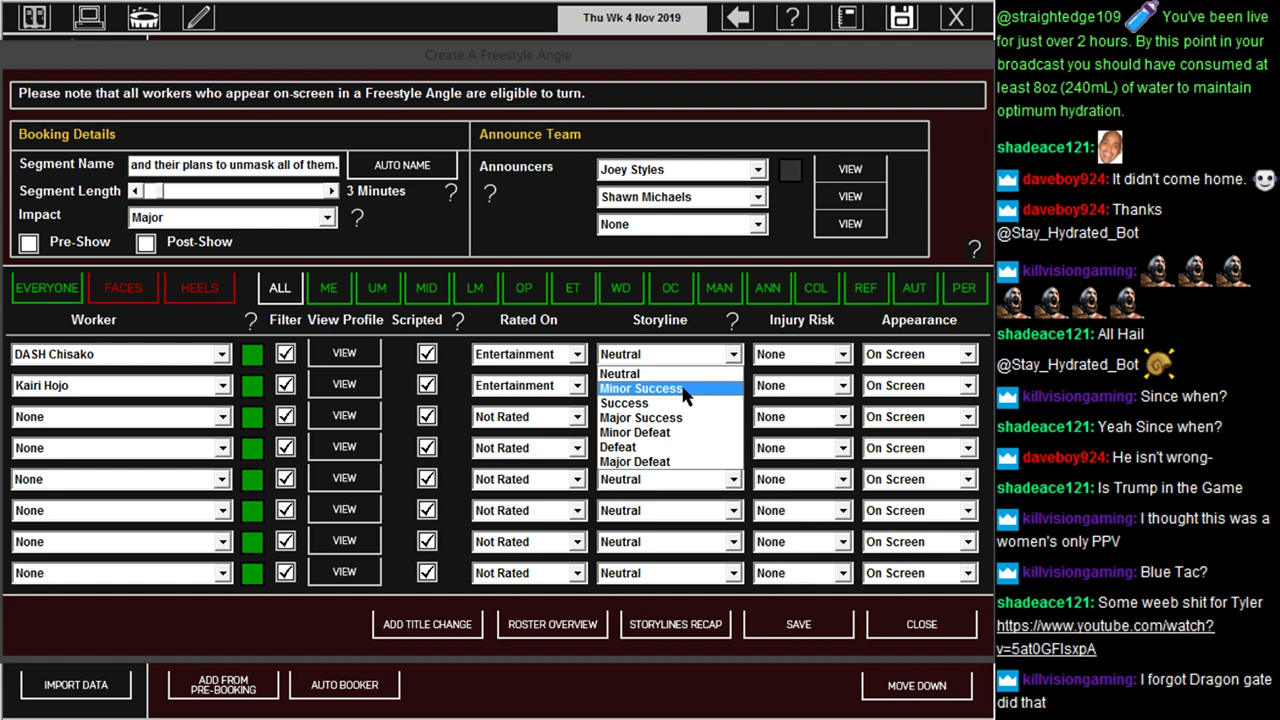 Thu Wk 4 Nov 2019
Create A Freestyle Angle
Please note that all workers who appear on-screen in a Freestyle Angle are eligible to turn.
Booking Details
Segment Name and their plans to unmask all of them. AUTO NAME
Segment Length 3 Minutes ?
Impact Major ?
Pre-Show Post-Show
Announce Team
Announcers Joey Styles VIEW
? Shawn Michaels VIEW
None VIEW
?
EVERYONE FACES HEELS ALL ME UM MID LM OP ET WD OC MAN ANN COL REF AUT PER
Worker ? Filter View Profile Scripted ? Rated On Storyline ? Injury Risk Appearance
DASH Chisako VIEW Entertainment Neutral None On Screen
Neutral
Minor Success
Success
Major Success
Minor Defeat
Defeat
Major Defeat
Kairi Hojo VIEW Entertainment None On Screen
None VIEW Not Rated None On Screen
None VIEW Not Rated None On Screen
None VIEW Not Rated Neutral None On Screen
None VIEW Not Rated Neutral None On Screen
None VIEW Not Rated Neutral None On Screen
None VIEW Not Rated Neutral None On Screen
ADD TITLE CHANGE ROSTER OVERVIEW STORYLINES RECAP SAVE CLOSE
IMPORT DATA ADD FROM PRE-BOOKING AUTO BOOKER MOVE DOWN
@straightedge109 You've been live
for just over 2 hours. By this point in your
broadcast you should have consumed at
least 8oz (240mL) of water to maintain
optimum hydration.
shadeace121:
daveboy924: It didn't come home.
daveboy924: Thanks
@Stay_Hydrated_Bot
killvisiongaming:
shadeace121: All Hail
@Stay_Hydrated_Bot
killvisiongaming: Since when?
shadeace121: Yeah Since when?
daveboy924: He isn't wrong-
shadeace121: Is Trump in the Game
killvisiongaming: I thought this was a
women's only PPV
killvisiongaming: Blue Tac?
shadeace121: Some weeb shit for Tyler
https://www.youtube.com/watch?
v=5at0GFIsxpA
killvisiongaming: I forgot Dragon gate
did that